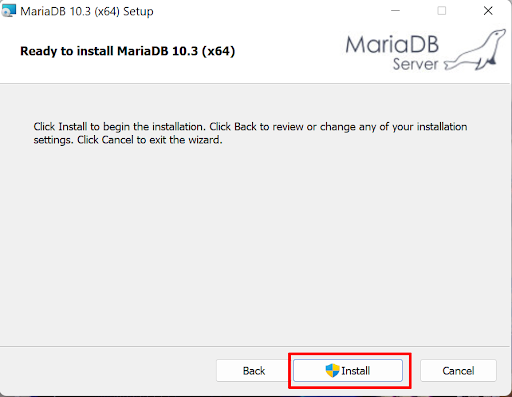 MariaDB 10.3 (x64) Setup
Ready to install MariaDB 10.3 (x64)
MariaDB
Server
Click Install to begin the installation. Click Back to review or change any of your installation
settings. Click Cancel to exit the wizard.
Back
Install
Cancel